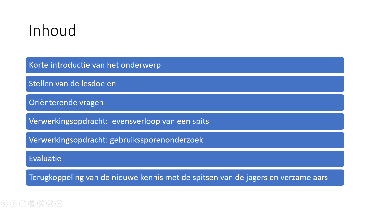 Inhoud
Korte introductie van het onderwerp
Stellen van de lesdoelen
Oriënterende vragen
Verwerkingsopdracht: levensverloop van een spits
Verwerkingsopdracht: gebruikssporenonderzoek
Evaluatie
Terugkoppeling van de nieuwe kennis met de spitsen van de jagers en verzamelaars